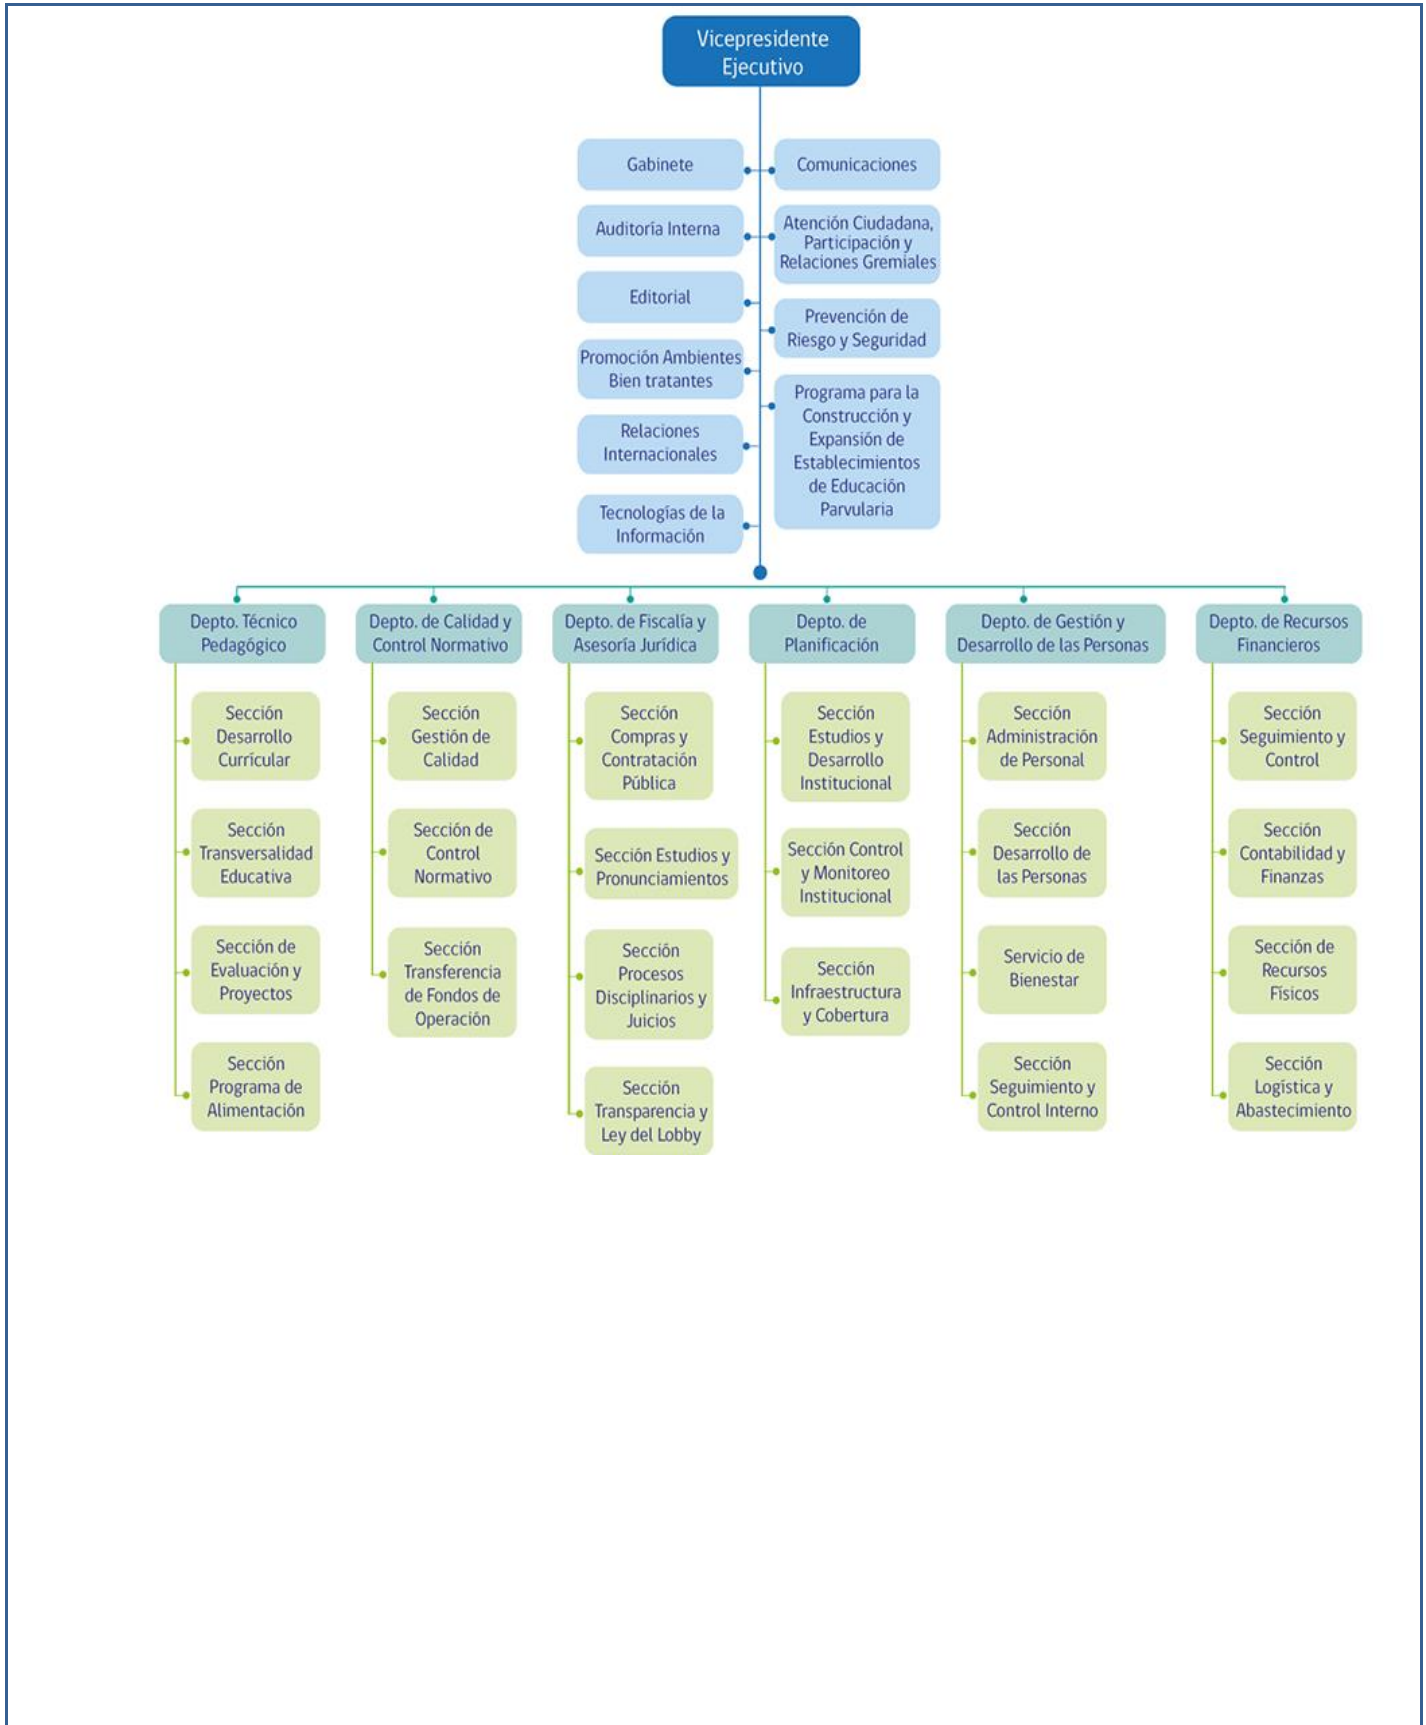 Vicepresidente
Ejecutivo
Gabinete
Comunicaciones
Auditoría Interna
Atención Ciudadana,
Participación y
Relaciones Gremiales
Editorial
Prevención de
Riesgo y Seguridad
Promoción Ambientes
Bien tratantes
Programa para la
Construcción y
Expansión de
Establecimientos
de Educación
Parvularia
Relaciones
Internacionales
Tecnologías de la
Información
Depto. Técnico
Pedagógico
Sección
Desarrollo
Currícular
Sección
Transversalidad
Educativa
Sección de
Evaluación y
Proyectos
Sección
Programa de
Alimentación
Depto. de Calidad y
Control Normativo
Sección
Gestión de
Calidad
Sección de
Control
Normativo
Sección
Transferencia
de Fondos de
Operación
Depto. de Fiscalía y
Asesoría Jurídica
Sección
Compras y
Contratación
Pública
Sección Estudios y
Pronunciamientos
Sección
Procesos
Disciplinarios y
Juicios
Sección
Transparencia y
Ley del Lobby
Depto. de
Planificación
Sección
Estudios y
Desarrollo
Institucional
Sección Control
y Monitoreo
Institucional
Sección
Infraestructura
y Cobertura
Depto. de Gestión y
Desarrollo de las Personas
Sección
Administración
de Personal
Sección
Desarrollo de
las Personas
Servicio de
Bienestar
Sección
Seguimiento y
Control Interno
Depto. de Recursos
Financieros
Sección
Seguimiento y
Control
Sección
Contabilidad y
Finanzas
Sección de
Recursos
Físicos
Sección
Logística y
Abastecimiento